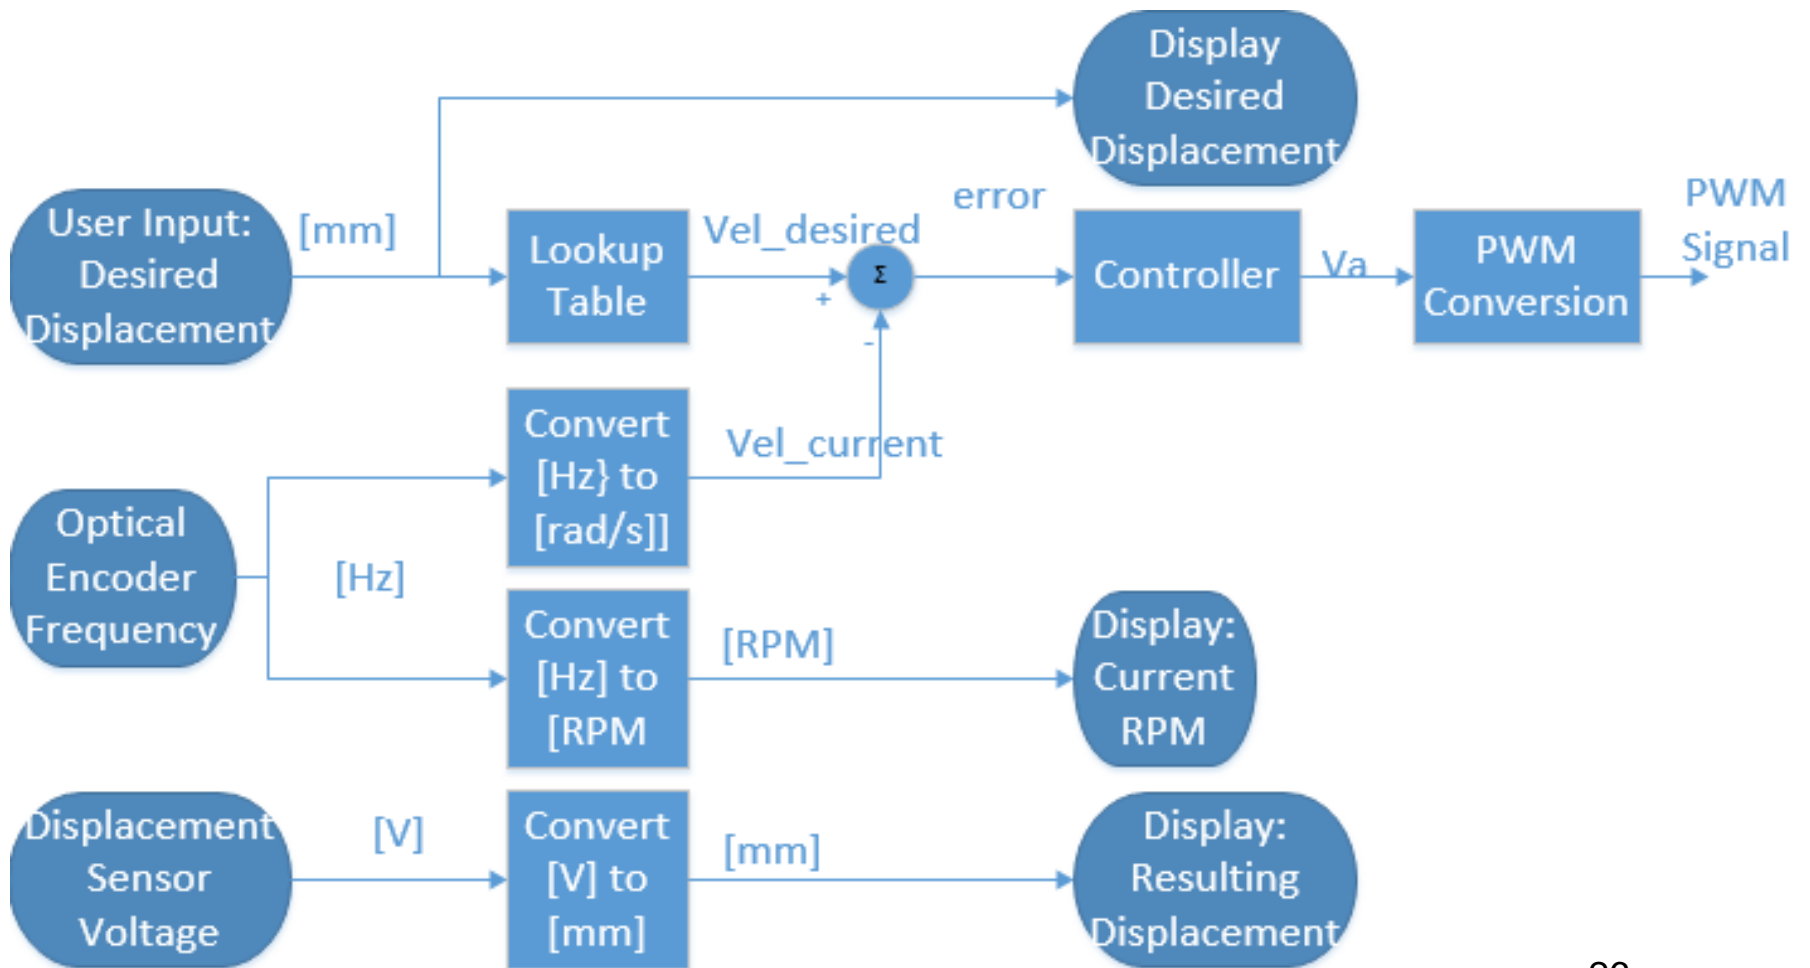 Display
Desired
Displacement
User Input:
Desired
Displacement
[mm]
Lookup
Table
Vel_desired
+
Σ
-
error
Controller
Va
PWM
Conversion
PWM
Signal
Optical
Encoder
Frequency
[Hz]
Convert
[Hz} to
[rad/s]]
Vel_current
Convert
[Hz] to
[RPM
[RPM]
Display:
Current
RPM
Displacement
Sensor
Voltage
[V]
Convert
[V] to
[mm]
[mm]
Display:
Resulting
Displacement